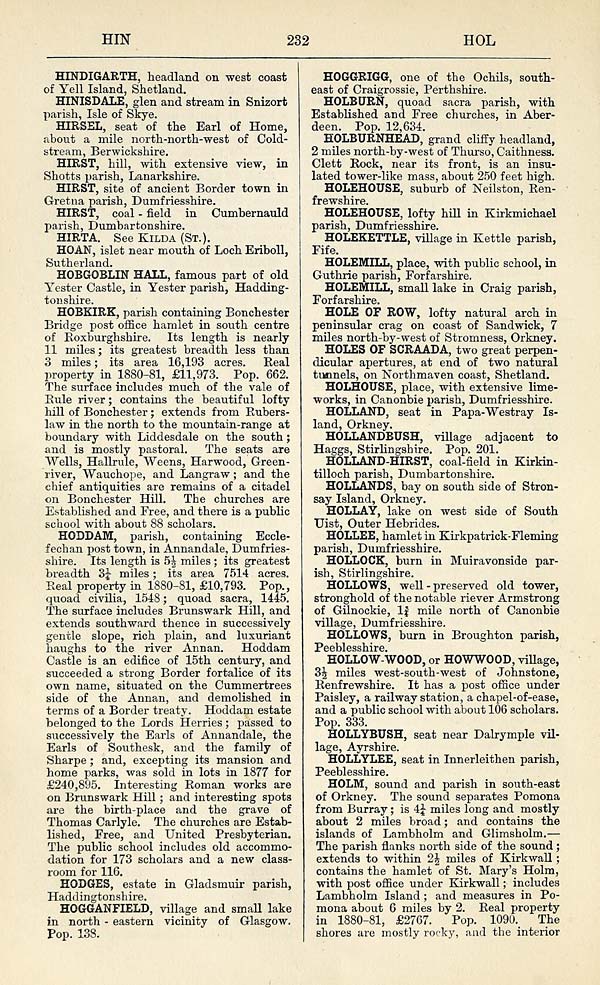 HIN 232 HOL
HINDIGARTH, headland on west coast
of Yell Island, Shetland.
HINISDALE, glen and stream in Snizort
parish, Isle of Skye.
HIRSEL, seat of the Earl of Home,
about a mile north-north-west of Cold-
stream, Berwickshire.
HIRST, hill, with extensive view, in
Shotts parish, Lanarkshire.
HIRST, site of ancient Border town in
Gretna parish, Dumfriesshire.
HIRST, coal - field in Cumbernauld
parish, Dumbartonshire.
HIRTA. See KILDA (ST.).
HOAN, islet near mouth of Loch Eriboll,
Sutherland.
HOBGOBLIN HALL, famous part of old
Yester Castle, in Yester parish, Hadding-
tonshire.
HOBKIRK, parish containing Bonchester
Bridge post office hamlet in south centre
of Roxburghshire. Its length is nearly
11 miles; its greatest breadth less than
3 miles; its area 16,193 acres. Real
property in 1880-81, £11,973. Pop. 662.
The surface includes much of the vale of
Rule river; contains the beautiful lofty
hill of Bonchester; extends from Rubers-
law in the north to the mountain-range at
boundary with Liddesdale on the south;
and is mostly pastoral. The seats are
Wells, Hallrule, Weens, Harwood, Green-
river, Wauchope, and Langraw; and the
chief antiquities are remains of a citadel
on Bonchester Hill. The churches are
Established and Free, and there is a public
school with about 88 scholars.
HODDAM, parish, containing Eccle-
fechan post town, in Annandale, Dumfries-
shire. Its length is 5½ miles; its greatest
breadth 3¾ miles; its area 7514 acres.
Real property in 1880-81, £10,793. Pop.,
quoad civilia, 1548; quoad sacra, 1445.
The surface includes Brunswark Hill, and
extends southward thence in successively
gentle slope, rich plain, and luxuriant
haughs to the river Annan. Hoddam
Castle is an edifice of 15th century, and
succeeded a strong Border fortalice of its
own name, situated on the Cummertrees
side of the Annan, and demolished in
terms of a Border treaty. Hoddam estate
belonged to the Lords Herries; passed to
successively the Earls of Annandale, the
Earls of Southesk, and the family of
Sharpe; and, excepting its mansion and
home parks, was sold in lots in 1877 for
£240,895. Interesting Roman works are
on Brunswark Hill; and interesting spots
are the birth-place and the grave of
Thomas Carlyle. The churches are Estab-
lished, Free, and United Presbyterian.
The public school includes old accommo-
dation for 173 scholars and a new class-
room for 116.
HODGES, estate in Gladsmuir parish,
Haddingtonshire.
HOGGANFIELD, village and small lake
in north - eastern vicinity of Glasgow.
Pop. 138.
HOGGRIGG, one of the Ochils, south-
east of Craigrossie, Perthshire.
HOLBURN, quoad sacra parish, with
Established and Free churches, in Aber-
deen. Pop. 12,634.
HOLBURNHEAD, grand cliffy headland,
2 miles north-by-west of Thurso, Caithness.
Clett Rock, near its front, is an insu-
lated tower-like mass, about 250 feet high.
HOLEHOUSE, suburb of Neilston, Ren-
frewshire.
HOLEHOUSE, lofty hill in Kirkmichael
parish, Dumfriesshire.
HOLEKETTLE, village in Kettle parish,
Fife.
HOLEMILL, place, with public school, in
Guthrie parish, Forfarshire.
HOLEMILL, small lake in Craig parish,
Forfarshire.
HOLE OF ROW, lofty natural arch in
peninsular crag on coast of Sandwick, 7
miles north-by-west of Stromness, Orkney.
HOLES OF SCRAADA, two great perpen-
dicular apertures, at end of two natural
tunnels, on Northmaven coast, Shetland.
HOLHOUSE, place, with extensive lime-
works, in Canonbie parish, Dumfriesshire.
HOLLAND, seat in Papa-Westray Is-
land, Orkney.
HOLLANDBUSH, village adjacent to
Haggs, Stirlingshire. Pop. 201.
HOLLAND-HIRST, coal-field in Kirkin-
tilloch parish, Dumbartonshire.
HOLLANDS, bay on south side of Stron-
say Island, Orkney.
HOLLAY, lake on west side of South
Uist, Outer Hebrides.
HOLLEE, hamlet in Kirkpatrick-Fleming
parish, Dumfriesshire.
HOLLOCK, burn in Muiravonside par-
ish, Stirlingshire.
HOLLOWS, well - preserved old tower,
stronghold of the notable riever Armstrong
of Gilnockie, 1¾ mile north of Canonbie
village, Dumfriesshire.
HOLLOWS, burn in Broughton parish,
Peeblesshire.
HOLLOW-WOOD, or HOWWOOD, village,
3½ miles west-south-west of Johnstone,
Renfrewshire. It has a post office under
Paisley, a railway station, a chapel-of-ease,
and a public school with about 106 scholars.
Pop. 333.
HOLLYBUSH, seat near Dalrymple vil-
lage, Ayrshire.
HOLLYLEE, seat in Innerleithen parish,
Peeblesshire.
HOLM, sound and parish in south-east
of Orkney. The sound separates Pomona
from Burray; is 4¼ miles long and mostly
about 2 miles broad; and contains the
islands of Lambholm and Glimsholm.—
The parish flanks north side of the sound;
extends to within 2½ miles of Kirkwall;
contains the hamlet of St. Mary's Holm,
with post office under Kirkwall; includes
Lambholm Island; and measures in Po-
mona about 6 miles by 2. Real property
in 1880-81, £2767. Pop. 1090. The
shores are mostly rocky, and the interior